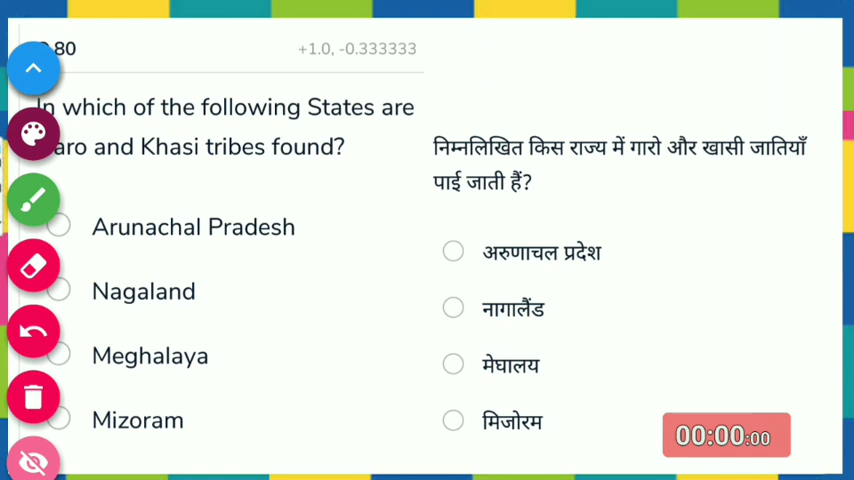 .80
+1.0, -0.333333
In which of the following States are
aro and Khasi tribes found?
Arunachal Pradesh
Nagaland
Meghalaya
Mizoram
निम्नलिखित किस राज्य में गारो और खासी जातियाँ
पाई जाती हैं?
अरुणाचल प्रदेश
नागालैंड
मेघालय
मिजोरम
00:00.00